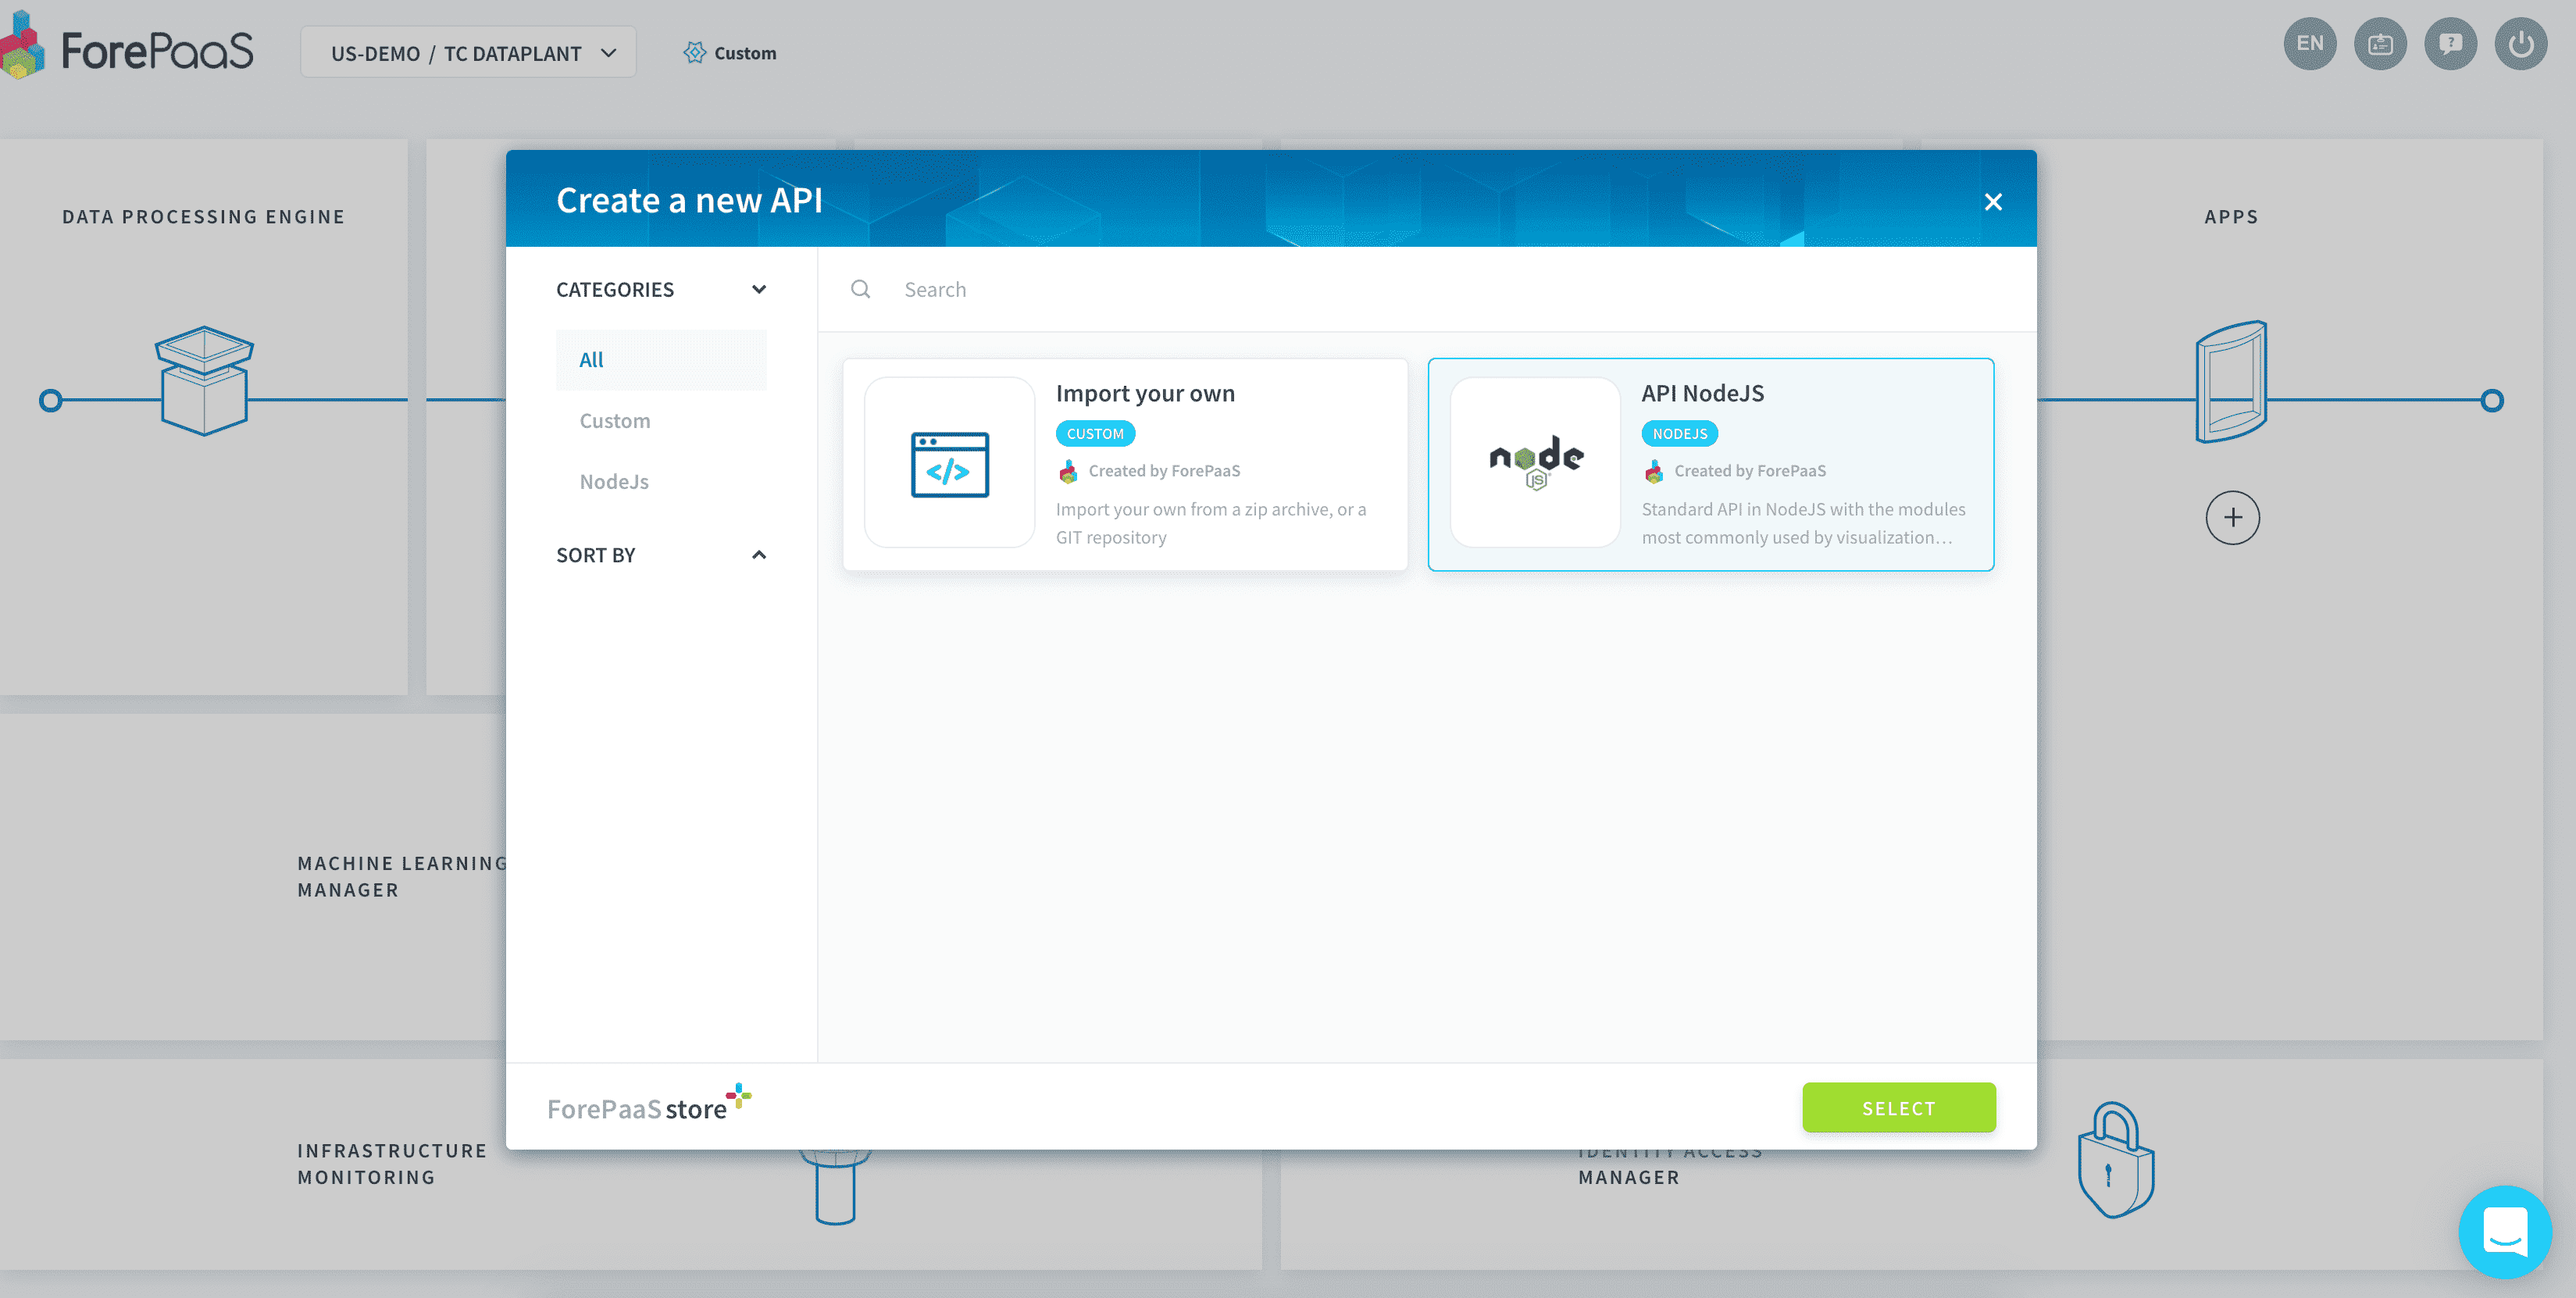 ForePaaS
US-DEMO / TC DATAPLANT
Custom
EN
DATA PROCESSING ENGINE
APPS
Create a new API
CATEGORIES
All
Custom
NodeJs
SORT BY
Search
Import your own
CUSTOM
Created by ForePaaS
Import your own from a zip archive, or a
GIT repository
node
JS
API NodeJS
NODEJS
Created by ForePaaS
Standard API in NodeJS with the modules
most commonly used by visualization...
MACHINE LEARNING
MANAGER
ForePaaS store
SELECT
INFRASTRUCTURE
MONITORING
IDENTITY ACCESS
MANAGER